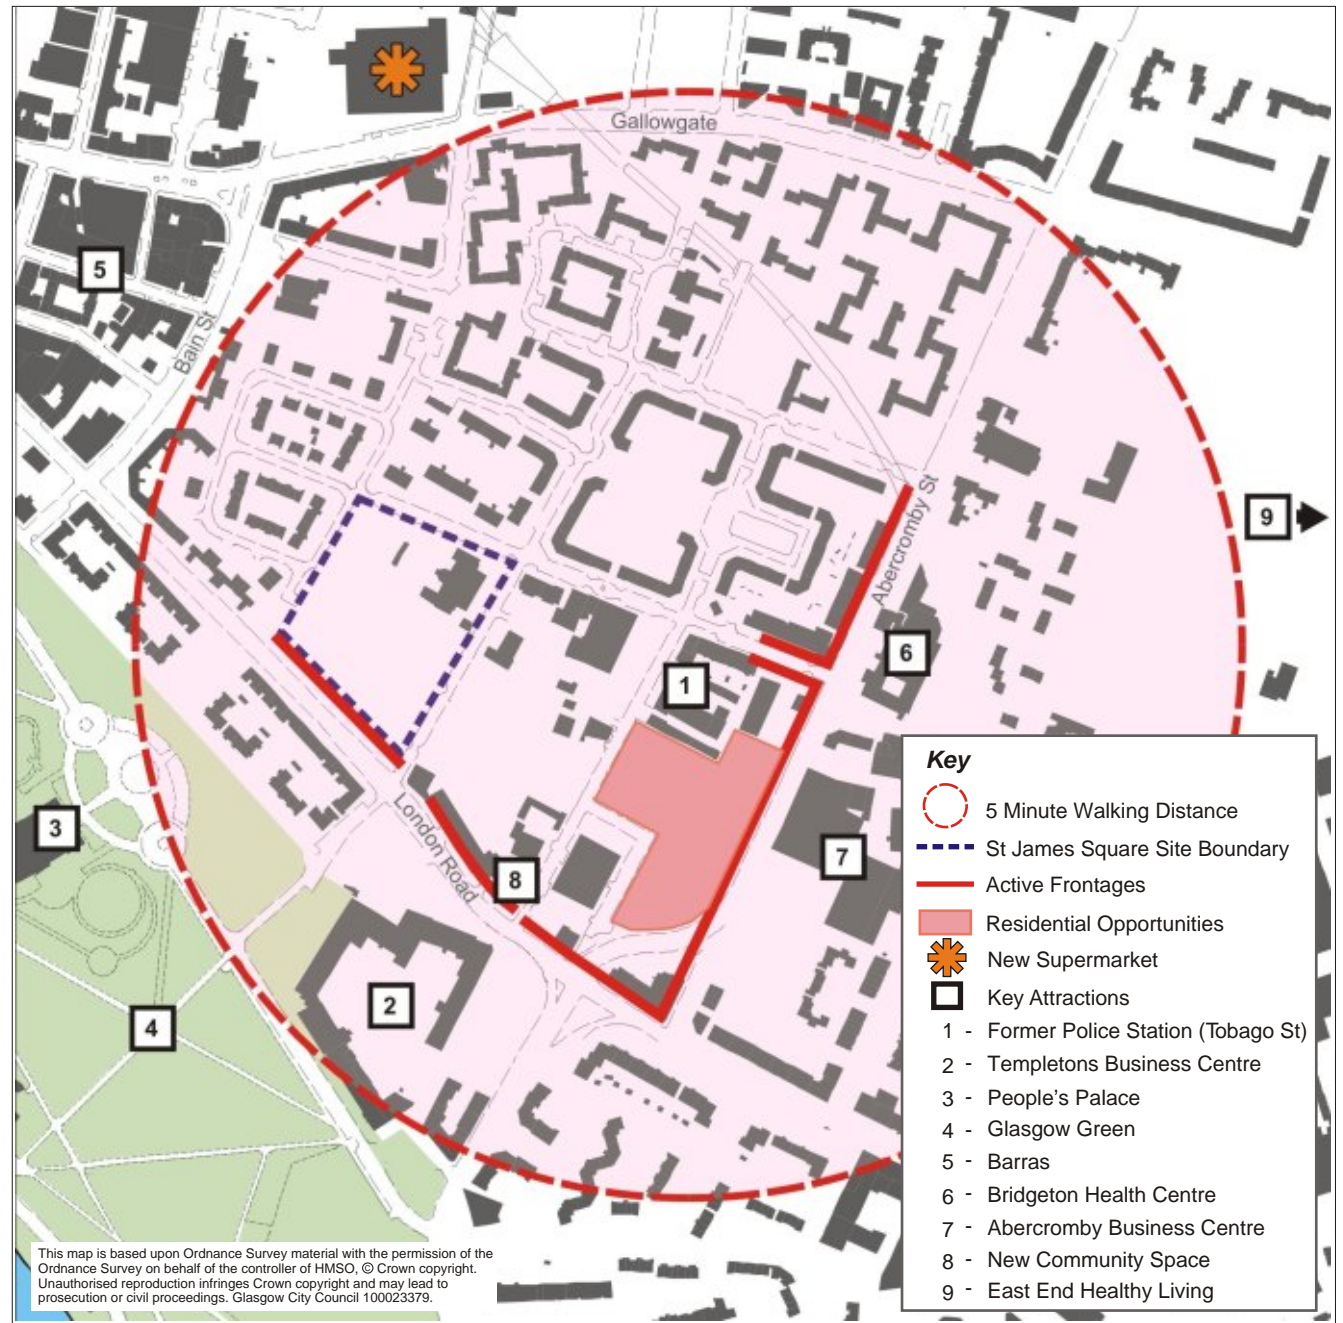 Gallowgate
5
Bain St
9
Abercromby St
6
1
3
London Road
7
8
2
4
Key
5 Minute Walking Distance
St James Square Site Boundary
Active Frontages
Residential Opportunities
New Supermarket
Key Attractions
1 - Former Police Station (Tobago St)
2 - Templetons Business Centre
3 - People's Palace
4 - Glasgow Green
5 - Barras
6 - Bridgeton Health Centre
7 - Abercromby Business Centre
8 - New Community Space
9 - East End Healthy Living
This map is based upon Ordnance Survey material with the permission of the
Ordnance Survey on behalf of the controller of HMSO, © Crown copyright.
Unauthorised reproduction infringes Crown copyright and may lead to
prosecution or civil proceedings. Glasgow City Council 100023379.